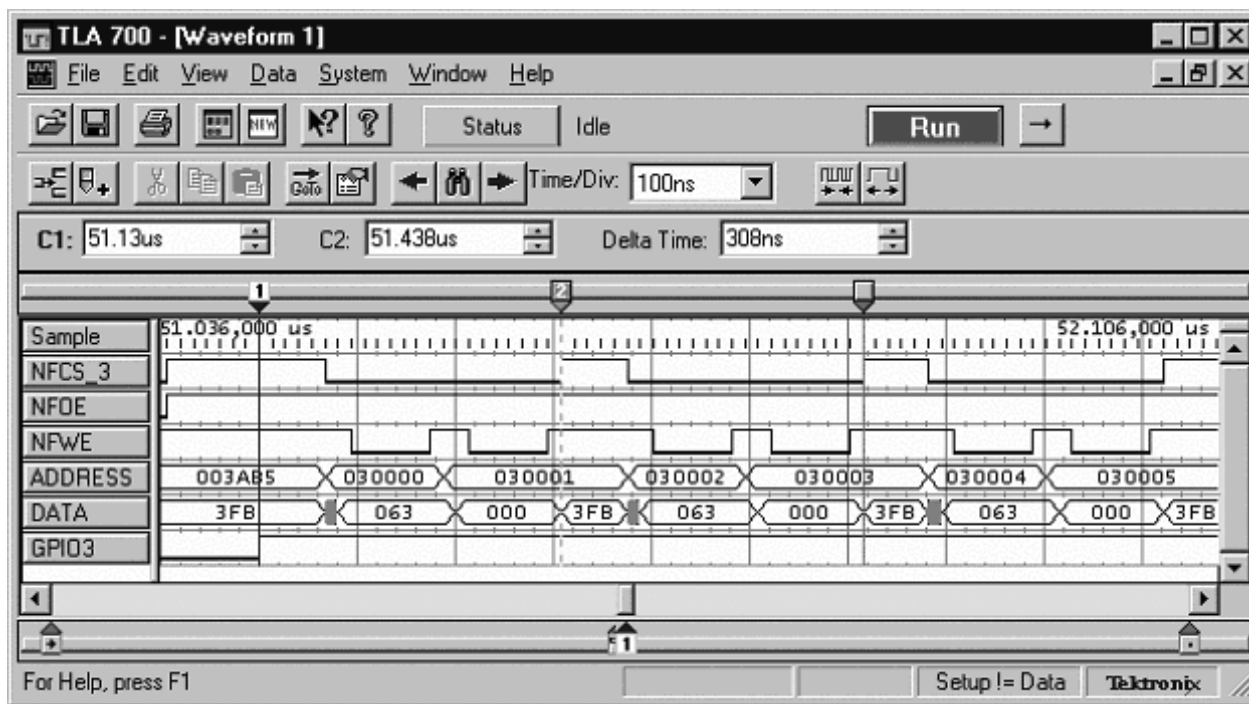 TLA 700 - [Waveform 1]
File Edit View Data System Window Help
NEW Status Idle Run
GoTo Time/Div: 100ns
C1: 51.13us C2: 51.438us Delta Time: 308ns
1 2
Sample 51.036,000 us 52.106,000 us
NFCS_3
NFOE
NFWE
ADDRESS 003AB5 030000 030001 030002 030003 030004 030005
DATA 3FB 063 000 3FB 063 000 3FB 063 000 3FB
GPIO3
1
For Help, press F1 Setup != Data Tektronix